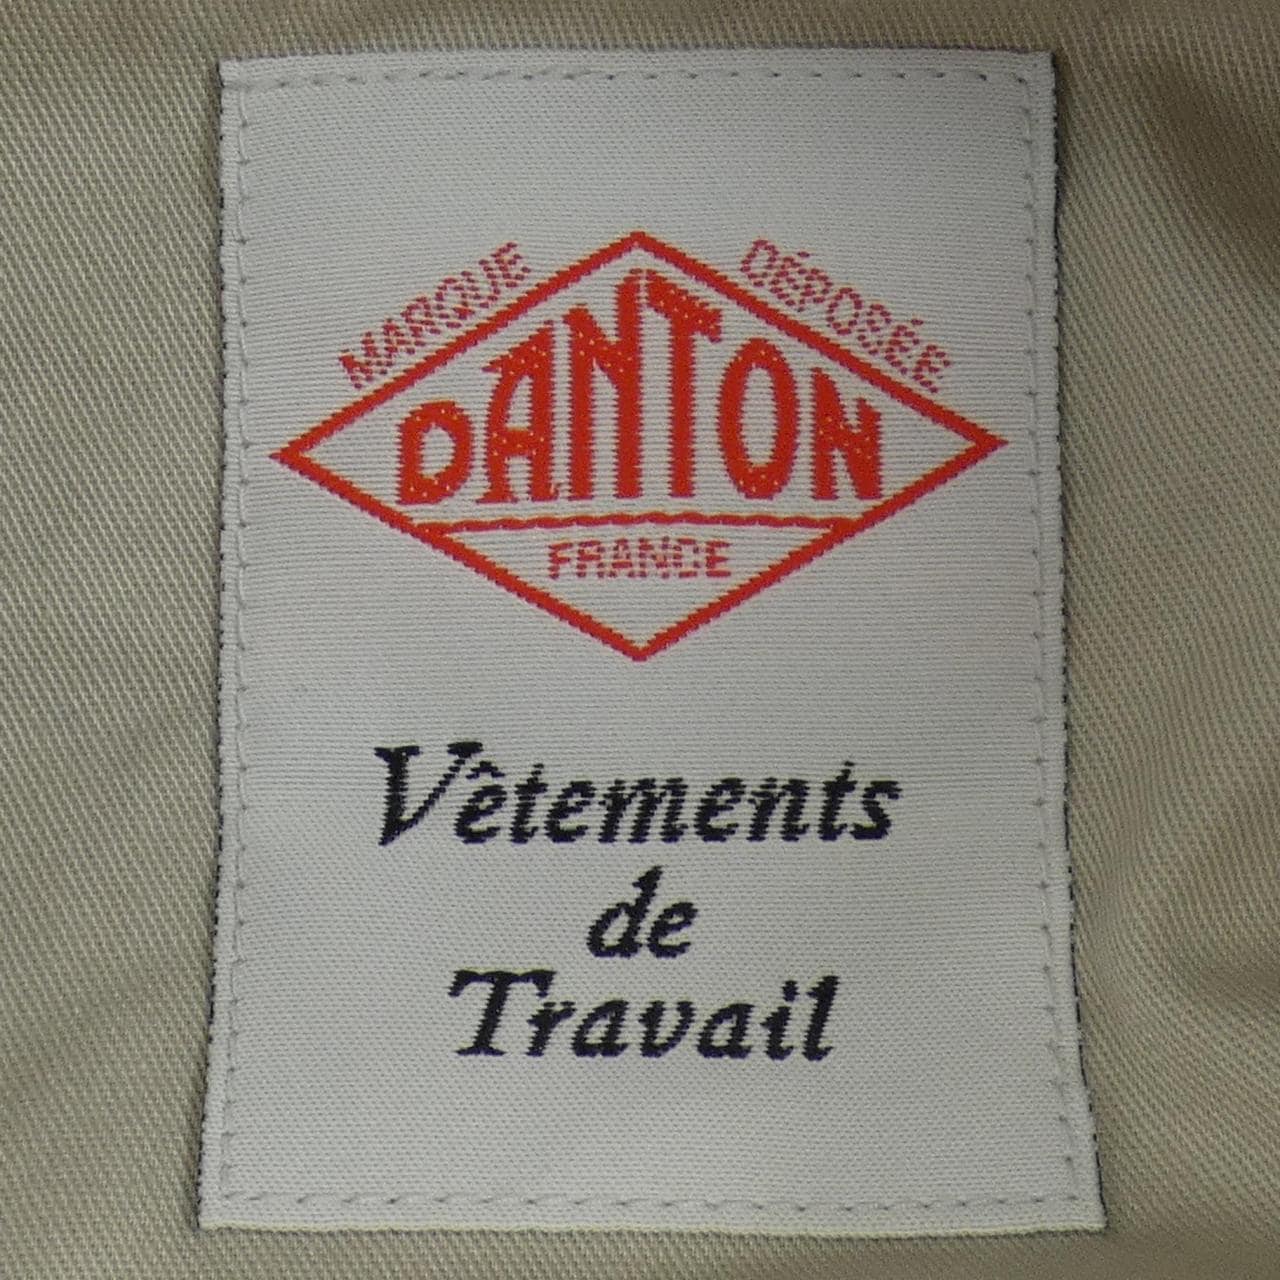 MARQUE DÉPOSÉE
DANTON
FRANCE
Vêtements
de
Travail